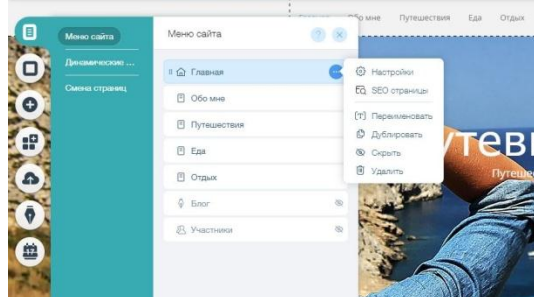 Главная
Обо мне
Путешествия
Еда
Отдых
Меню сайта
Динамические ...
Смена страниц
Меню сайта
?
Главная
Обо мне
Путешествия
Еда
Отдых
Блог
Участники
Настройки
SEO страницы
Переименовать
Дублировать
Скрыть
Удалить